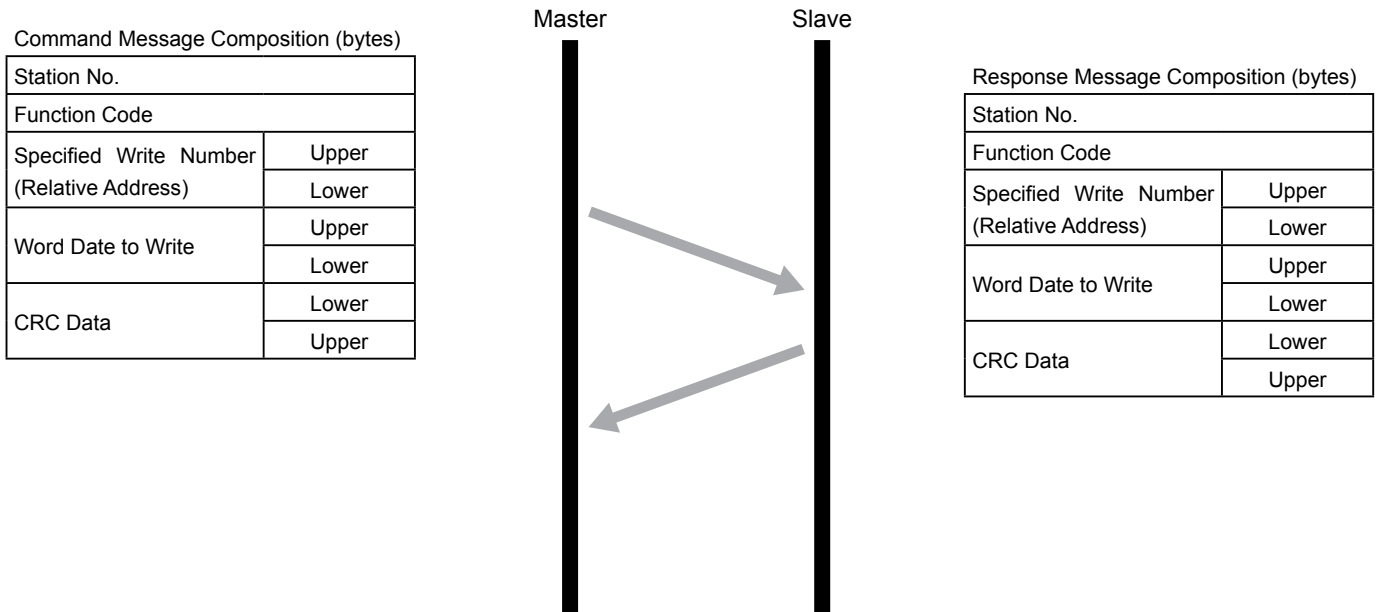 Master
Slave
Command Message Composition (bytes)
Station No.
Function Code
Specified Write Number
(Relative Address)
Upper
Lower
Word Date to Write
Upper
Lower
CRC Data
Lower
Upper
Response Message Composition (bytes)
Station No.
Function Code
Specified Write Number
(Relative Address)
Upper
Lower
Word Date to Write
Upper
Lower
CRC Data
Lower
Upper